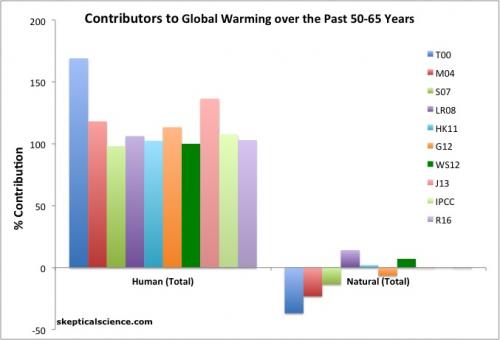 Contributors to Global Warming over the Past 50-65 Years
200
150
100
50
0
-50
% Contribution
Human (Total)
Natural (Total)
T00
M04
S07
LR08
HK11
G12
WS12
J13
IPCC
R16
skepticalscience.com